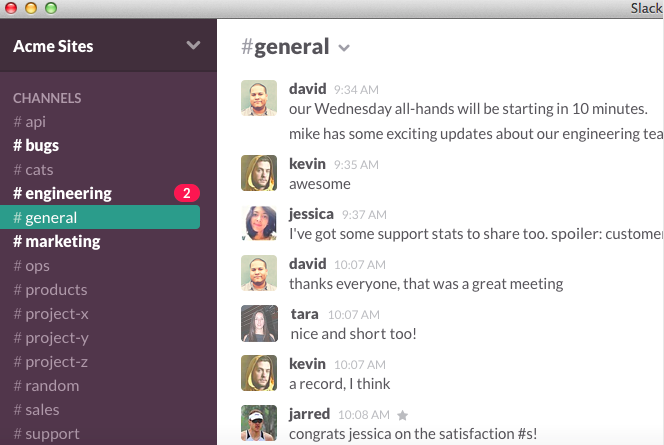 Slack
Acme Sites
CHANNELS
# api
# bugs
# cats
# engineering 2
# general
# marketing
# ops
# products
# project-x
# project-y
# project-z
# random
# sales
# support
#general
david 9:34 AM
our Wednesday all-hands will be starting in 10 minutes.
mike has some exciting updates about our engineering tea
kevin 9:35 AM
awesome
jessica 9:37 AM
I've got some support stats to share too. spoiler: custome
david 10:07 AM
thanks everyone, that was a great meeting
tara 10:07 AM
nice and short too!
kevin 10:07 AM
a record, I think
jarred 10:08 AM
congrats jessica on the satisfaction #s!